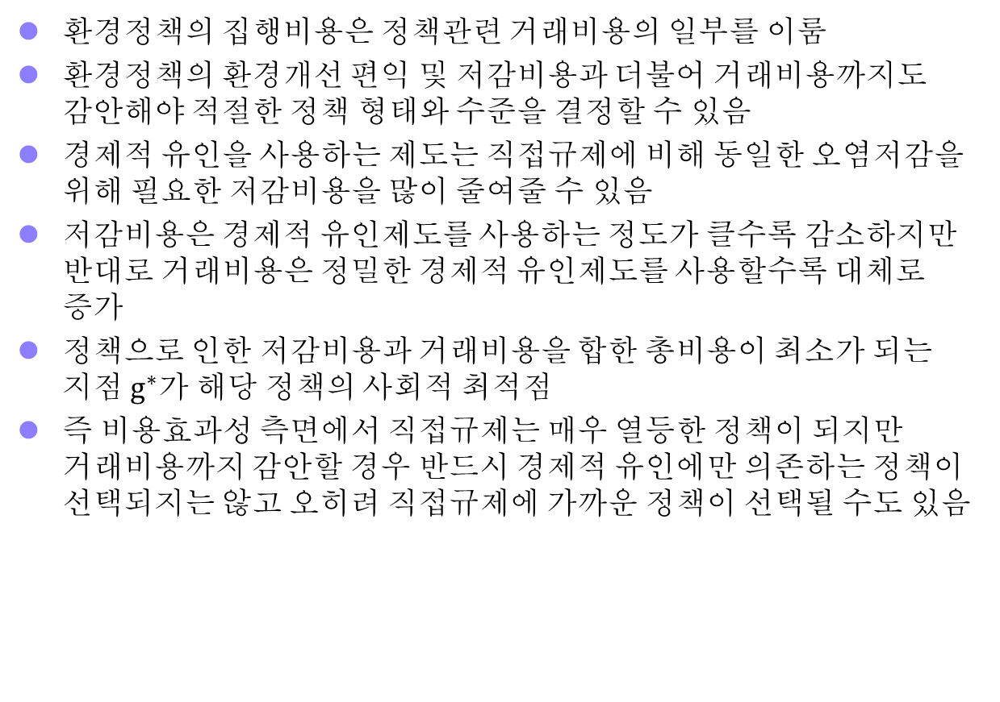 ● 환경정책의 집행비용은 정책관련 거래비용의 일부를 이룸
● 환경정책의 환경개선 편익 및 저감비용과 더불어 거래비용까지도
감안해야 적절한 정책 형태와 수준을 결정할 수 있음
● 경제적 유인을 사용하는 제도는 직접규제에 비해 동일한 오염저감을
위해 필요한 저감비용을 많이 줄여줄 수 있음
● 저감비용은 경제적 유인제도를 사용하는 정도가 클수록 감소하지만
반대로 거래비용은 정밀한 경제적 유인제도를 사용할수록 대체로
증가
● 정책으로 인한 저감비용과 거래비용을 합한 총비용이 최소가 되는
지점 g*가 해당 정책의 사회적 최적점
● 즉 비용효과성 측면에서 직접규제는 매우 열등한 정책이 되지만
거래비용까지 감안할 경우 반드시 경제적 유인에만 의존하는 정책이
선택되지는 않고 오히려 직접규제에 가까운 정책이 선택될 수도 있음